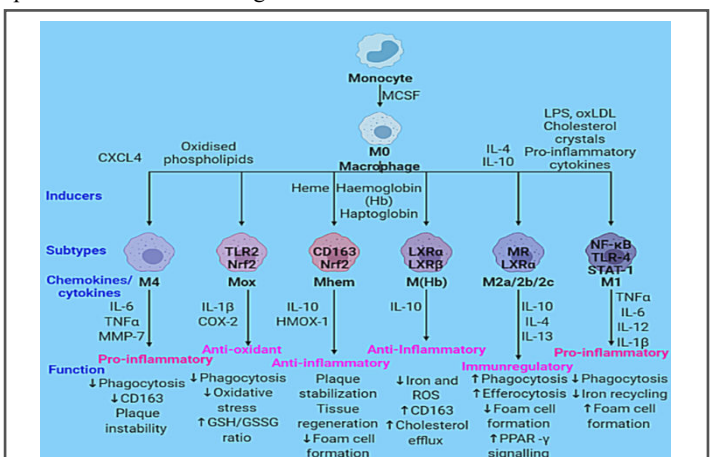 Monocyte
MCSF
M0
Macrophage
CXCL4
Oxidised
phospholipids
Heme
Haemoglobin
(Hb)
Haptoglobin
IL-4
IL-10
LPS, oxLDL
Cholesterol
crystals
Pro-inflammatory
cytokines
Inducers
Subtypes
TLR2
Nrf2
CD163
Nrf2
LXRα
LXRβ
MR
LXRα
NF-κB
TLR-4
STAT-1
Chemokines/
cytokines
M4
Mox
Mhem
M(Hb)
M2a/2b/2c
M1
IL-6
TNFα
MMP-7
IL-1β
COX-2
IL-10
HMOX-1
IL-10
IL-10
IL-4
IL-13
TNFα
IL-6
IL-12
IL-1β
Function
Pro-inflammatory
↓Phagocytosis
↓CD163
Plaque
instability
Anti-oxidant
↓Phagocytosis
↓Oxidative
stress
↑GSH/GSSG
ratio
Anti-inflammatory
Plaque
stabilization
Tissue
regeneration
↓Foam cell
formation
Anti-Inflammatory
↓Iron and
ROS
↑CD163
↑Cholesterol
efflux
Immunregulatory
↑Phagocytosis
↑Efferocytosis
↓Foam cell
formation
↑PPAR -γ
signalling
Pro-inflammatory
↓Phagocytosis
↓Iron recycling
↑Foam cell
formation